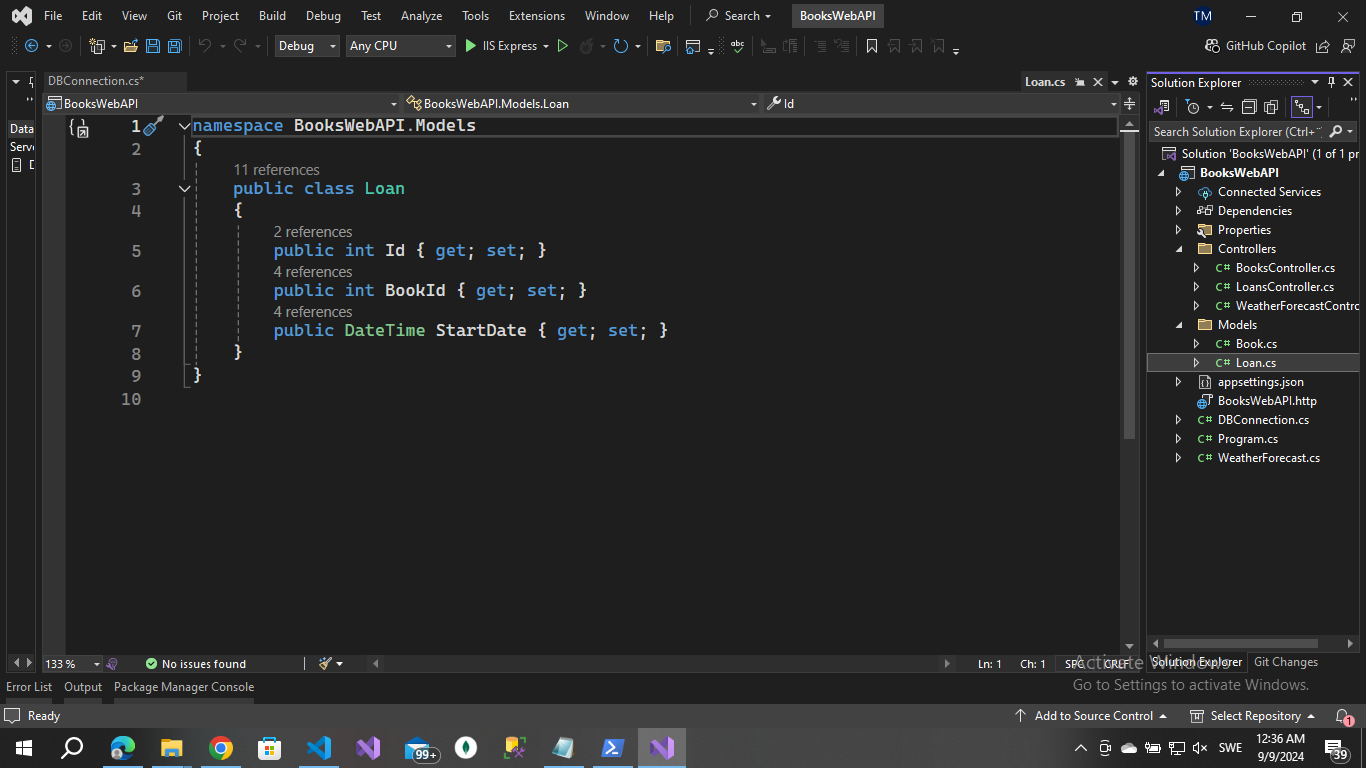 File Edit View Git Project Build Debug Test Analyze Tools Extensions Window Help Search BooksWebAPI TM
Debug Any CPU IIS Express GitHub Copilot
DBConnection.cs* Loan.cs
BooksWebAPI BooksWebAPI.Models.Loan Id
1 namespace BooksWebAPI.Models
2 {
11 references
3 public class Loan
4 {
2 references
5 public int Id { get; set; }
4 references
6 public int BookId { get; set; }
4 references
7 public DateTime StartDate { get; set; }
8 }
9 }
10
Data
Serv
133 % No issues found Ln: 1 Ch: 1 SPC CRLF
Solution Explorer
Search Solution Explorer (Ctrl+
Solution 'BooksWebAPI' (1 of 1 pr
BooksWebAPI
Connected Services
Dependencies
Properties
Controllers
C# BooksController.cs
C# LoansController.cs
C# WeatherForecastContro
Models
C# Book.cs
C# Loan.cs
appsettings.json
BooksWebAPI.http
C# DBConnection.cs
C# Program.cs
C# WeatherForecast.cs
Solution Explorer Git Changes
Activate Windows
Go to Settings to activate Windows.
Error List Output Package Manager Console
Ready Add to Source Control Select Repository 1
99+ SWE 12:36 AM
9/9/2024 39